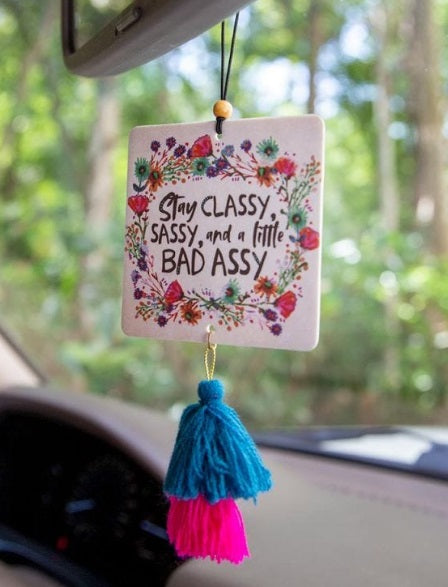 Stay CLASSY,
SASSY, and a little
BAD ASSY